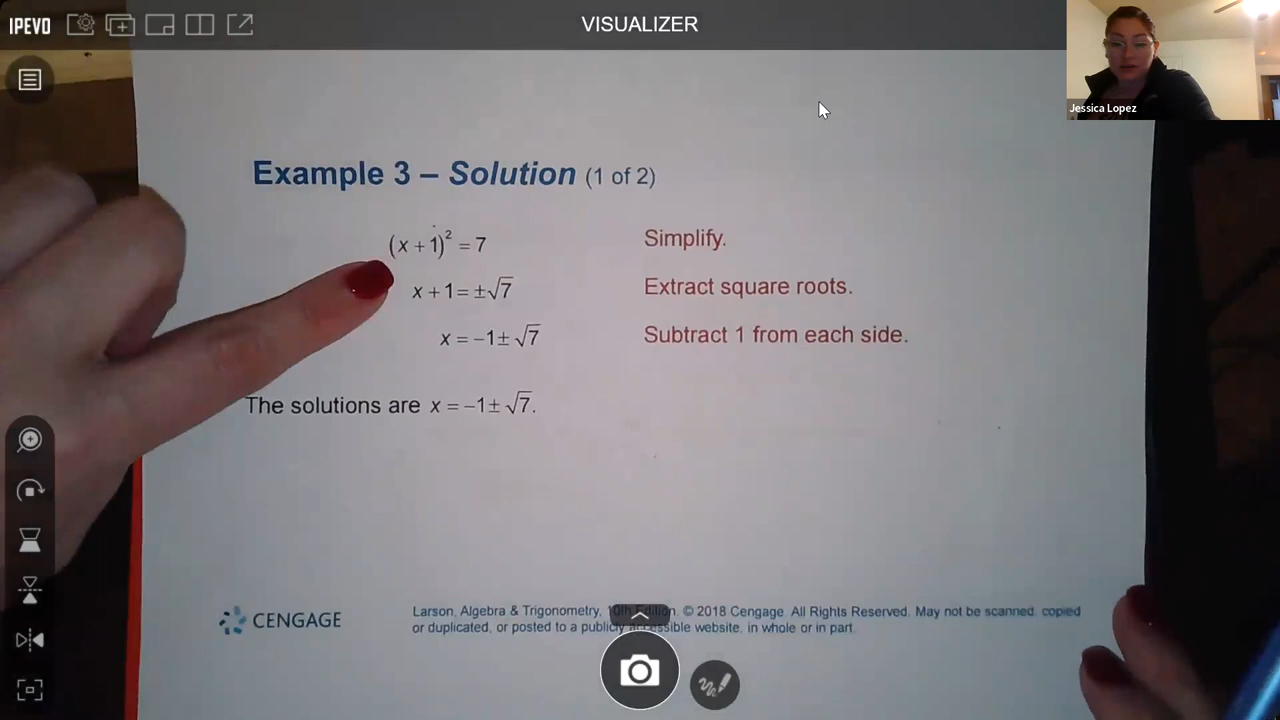 IPEVO
VISUALIZER
Jessica Lopez
Example 3 – Solution (1 of 2)
(x + 1)² = 7 Simplify.
x + 1 = ±√7 Extract square roots.
x = −1 ± √7 Subtract 1 from each side.
The solutions are x = −1 ± √7.
CENGAGE
Larson, Algebra & Trigonometry, 10th Edition. © 2018 Cengage. All Rights Reserved. May not be scanned, copied
or duplicated, or posted to a publicly accessible website, in whole or in part.